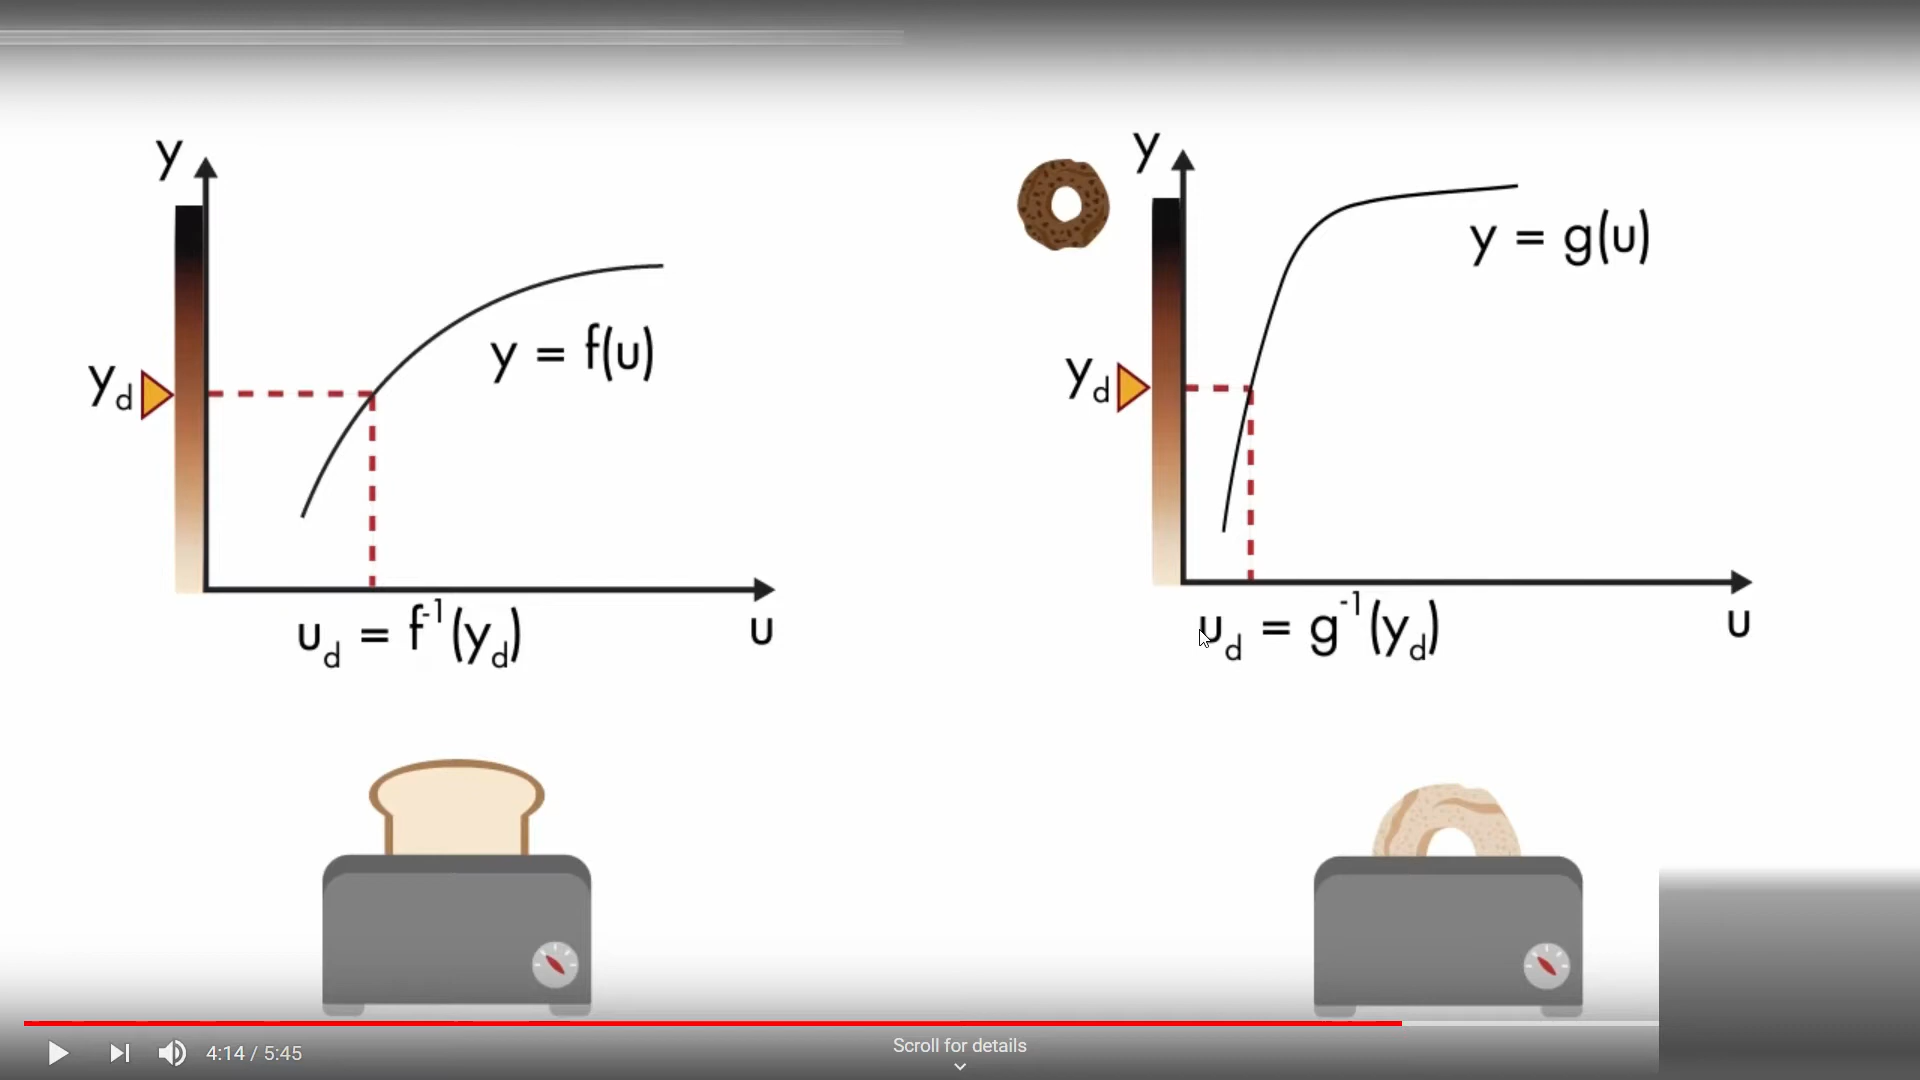 y
y = f(u)
y_d
u_d = f⁻¹(y_d)
u
y
y = g(u)
y_d
u_d = g⁻¹(y_d)
u
4:14 / 5:45
Scroll for details